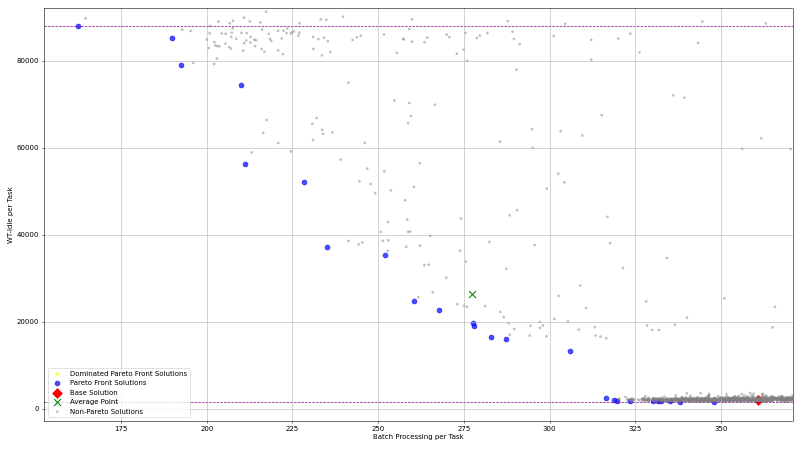 80000
60000
40000
20000
0
WT-Idle per Task
Dominated Pareto Front Solutions
Pareto Front Solutions
Base Solution
Average Point
Non-Pareto Solutions
175
200
225
250
275
300
325
350
Batch Processing per Task